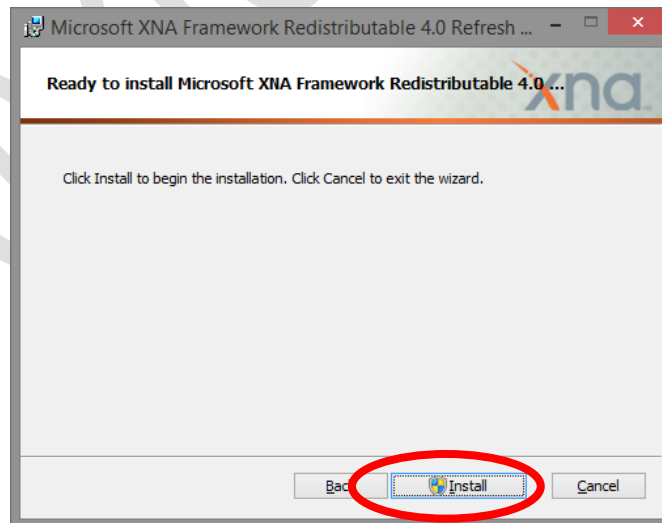 Microsoft XNA Framework Redistributable 4.0 Refresh ...
Ready to install Microsoft XNA Framework Redistributable 4.0 ...
xna
Click Install to begin the installation. Click Cancel to exit the wizard.
Bac Install Cancel